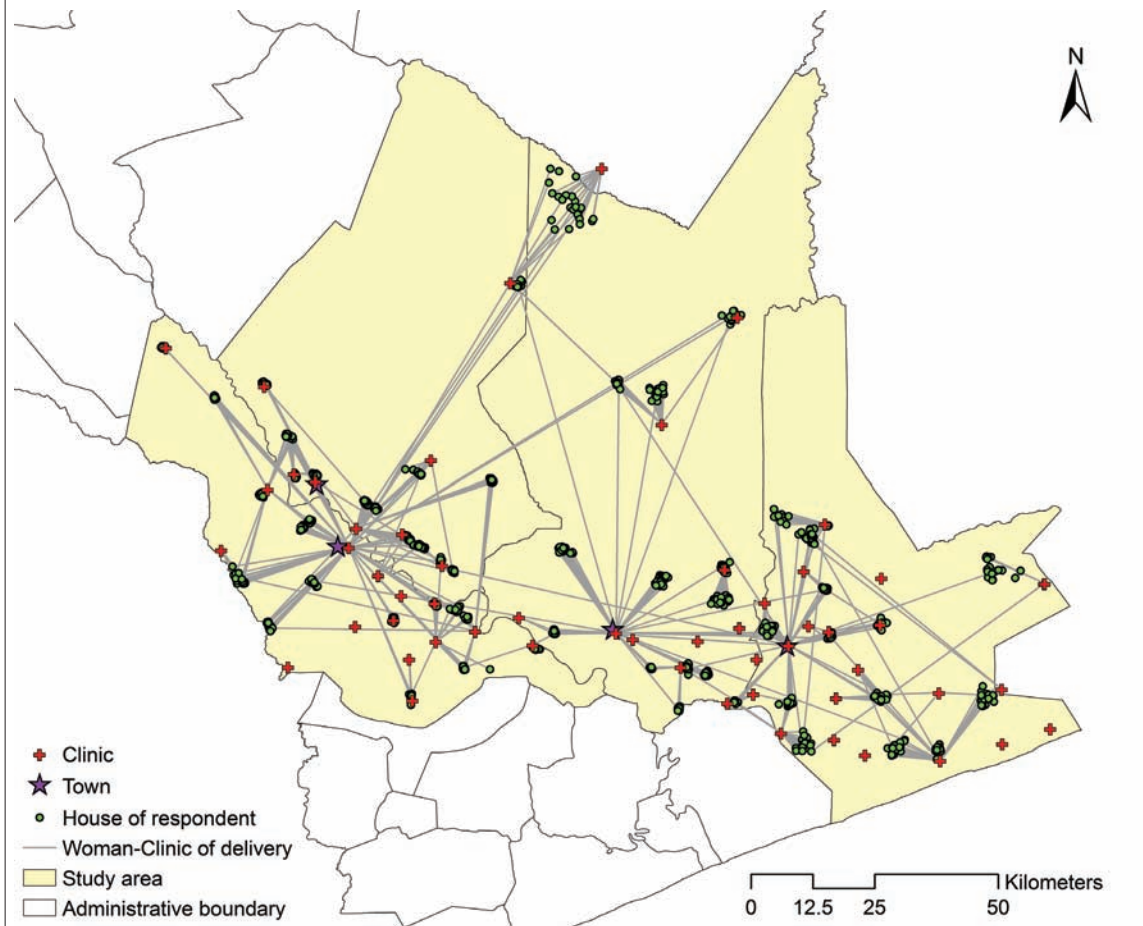 N
Clinic
Town
House of respondent
Woman-Clinic of delivery
Study area
Administrative boundary
Kilometers
0 12.5 25 50